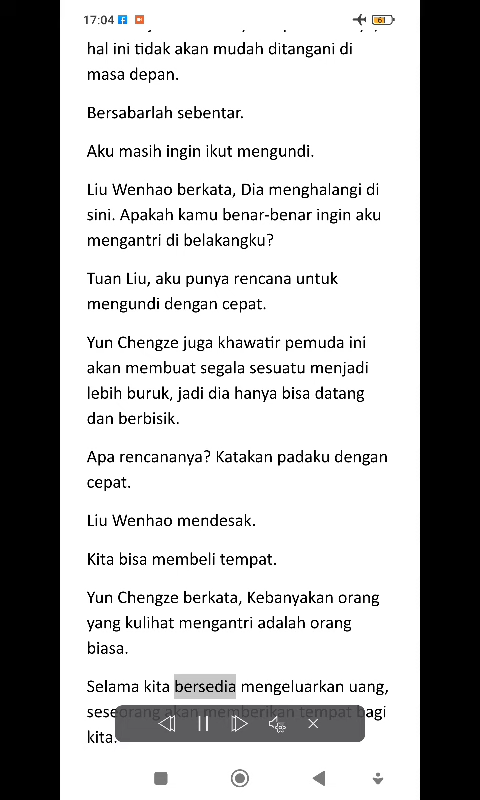 17:04
61
hal ini tidak akan mudah ditangani di
masa depan.
Bersabarlah sebentar.
Aku masih ingin ikut mengundi.
Liu Wenhao berkata, Dia menghalangi di
sini. Apakah kamu benar-benar ingin aku
mengantri di belakangku?
Tuan Liu, aku punya rencana untuk
mengundi dengan cepat.
Yun Chengze juga khawatir pemuda ini
akan membuat segala sesuatu menjadi
lebih buruk, jadi dia hanya bisa datang
dan berbisik.
Apa rencananya? Katakan padaku dengan
cepat.
Liu Wenhao mendesak.
Kita bisa membeli tempat.
Yun Chengze berkata, Kebanyakan orang
yang kulihat mengantri adalah orang
biasa.
Selama kita bersedia mengeluarkan uang,
seseorang akan memberikan tempat bagi
kita.